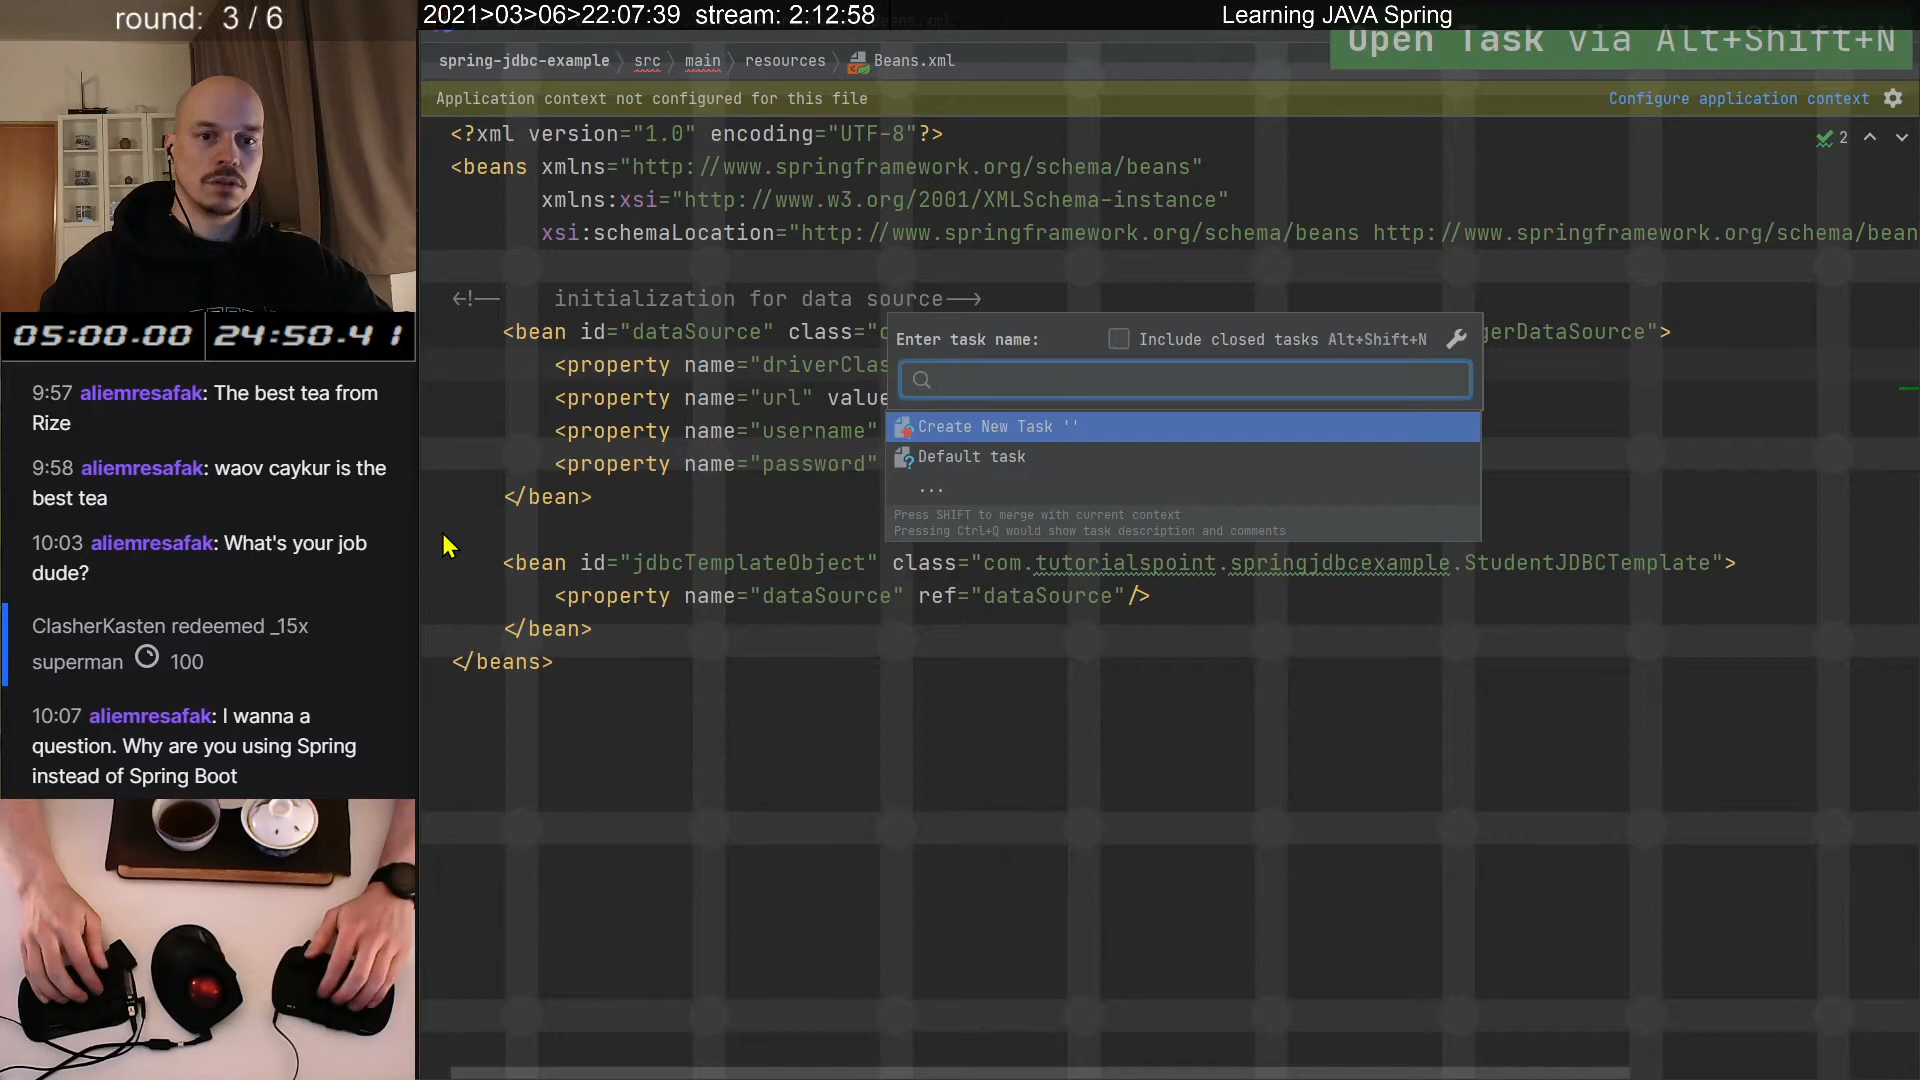 round: 3 / 6
2021>03>06>22:07:39 stream: 2:12:58
Learning JAVA Spring
Open Task via Alt+Shift+N
spring-jdbc-example
src
main
resources
Beans.xml
Application context not configured for this file
Configure application context
2
<?xml version="1.0" encoding="UTF-8"?>
<beans xmlns="http://www.springframework.org/schema/beans"
xmlns:xsi="http://www.w3.org/2001/XMLSchema-instance"
xsi:schemaLocation="http://www.springframework.org/schema/beans http://www.springframework.org/schema/bean
<!-- initialization for data source-->
<bean id="dataSource" class="
gerDataSource">
<property name="driverClas
<property name="url" value
<property name="username"
<property name="password"
</bean>
<bean id="jdbcTemplateObject" class="com.tutorialspoint.springjdbcexample.StudentJDBCTemplate">
<property name="dataSource" ref="dataSource"/>
</bean>
</beans>
Enter task name:
Include closed tasks Alt+Shift+N
Create New Task ''
Default task
...
Press SHIFT to merge with current context
Pressing Ctrl+Q would show task description and comments
05:00.00
24:50.41
9:57 aliemresafak: The best tea from
Rize
9:58 aliemresafak: waov caykur is the
best tea
10:03 aliemresafak: What's your job
dude?
ClasherKasten redeemed _15x
superman 100
10:07 aliemresafak: I wanna a
question. Why are you using Spring
instead of Spring Boot